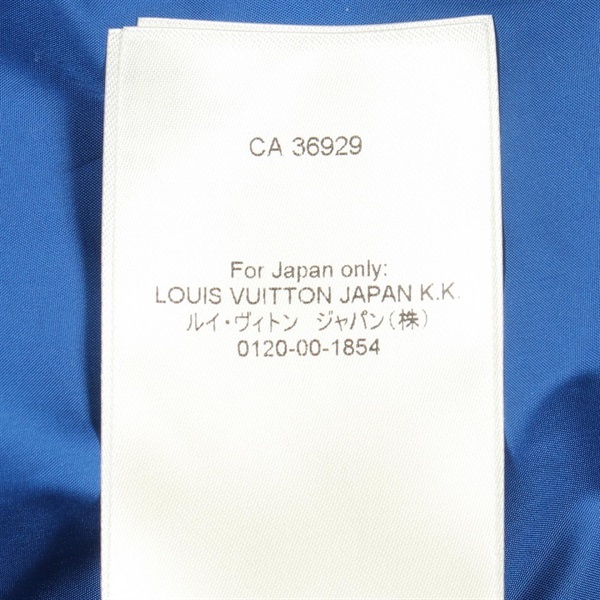 CA 36929
For Japan only:
LOUIS VUITTON JAPAN K.K.
ルイ・ヴィトン　ジャパン(株)
0120-00-1854